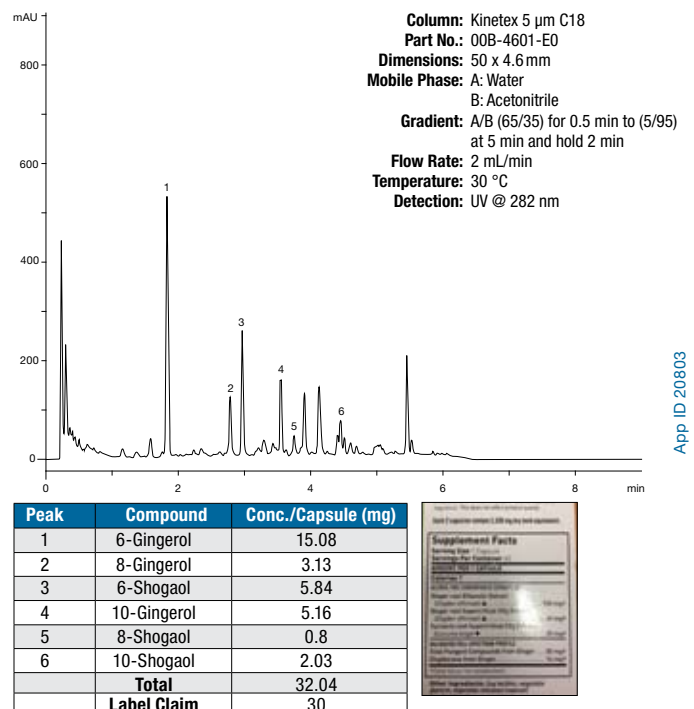 mAU
Column: Kinetex 5 µm C18
Part No.: 00B-4601-E0
Dimensions: 50 x 4.6 mm
Mobile Phase: A: Water
B: Acetonitrile
Gradient: A/B (65/35) for 0.5 min to (5/95)
at 5 min and hold 2 min
Flow Rate: 2 mL/min
Temperature: 30 °C
Detection: UV @ 282 nm
800
600
400
200
0
1
2
3
4
5
6
0 2 4 6 8 min
App ID 20803
Peak Compound Conc./Capsule (mg)
1 6-Gingerol 15.08
2 8-Gingerol 3.13
3 6-Shogaol 5.84
4 10-Gingerol 5.16
5 8-Shogaol 0.8
6 10-Shogaol 2.03
Total 32.04
Label Claim 30
Supplement Facts